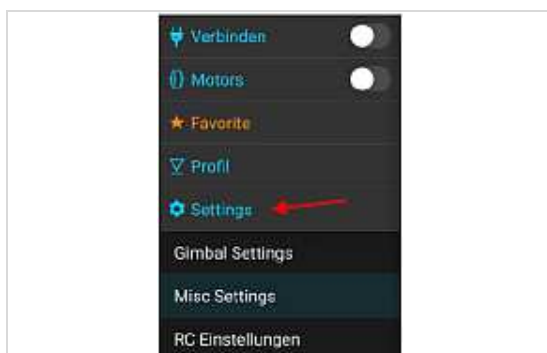 Verbinden
Motors
Favorite
Profil
Settings
Gimbal Settings
Misc Settings
RC Einstellungen